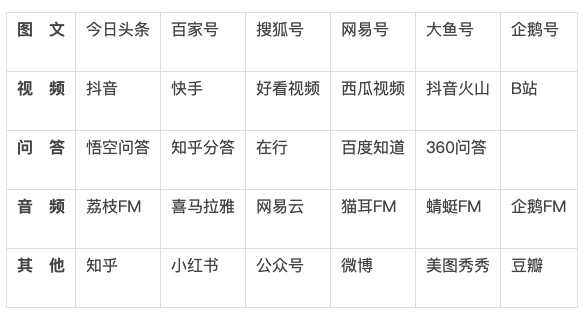 图 文 今日头条 百家号 搜狐号 网易号 大鱼号 企鹅号
视 频 抖音 快手 好看视频 西瓜视频 抖音火山 B站
问 答 悟空问答 知乎分答 在行 百度知道 360问答
音 频 荔枝FM 喜马拉雅 网易云 猫耳FM 蜻蜓FM 企鹅FM
其 他 知乎 小红书 公众号 微博 美图秀秀 豆瓣